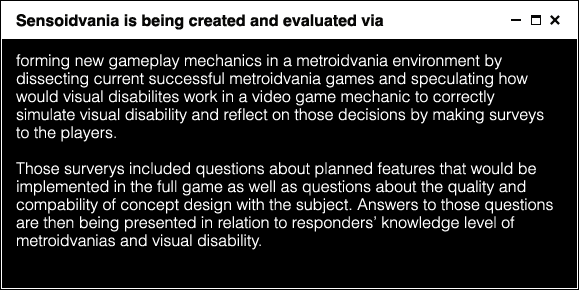 Sensoidvania is being created and evaluated via
forming new gameplay mechanics in a metroidvania environment by
dissecting current successful metroidvania games and speculating how
would visual disabilites work in a video game mechanic to correctly
simulate visual disability and reflect on those decisions by making surveys
to the players.
Those surverys included questions about planned features that would be
implemented in the full game as well as questions about the quality and
compability of concept design with the subject. Answers to those questions
are then being presented in relation to responders’ knowledge level of
metroidvanias and visual disability.